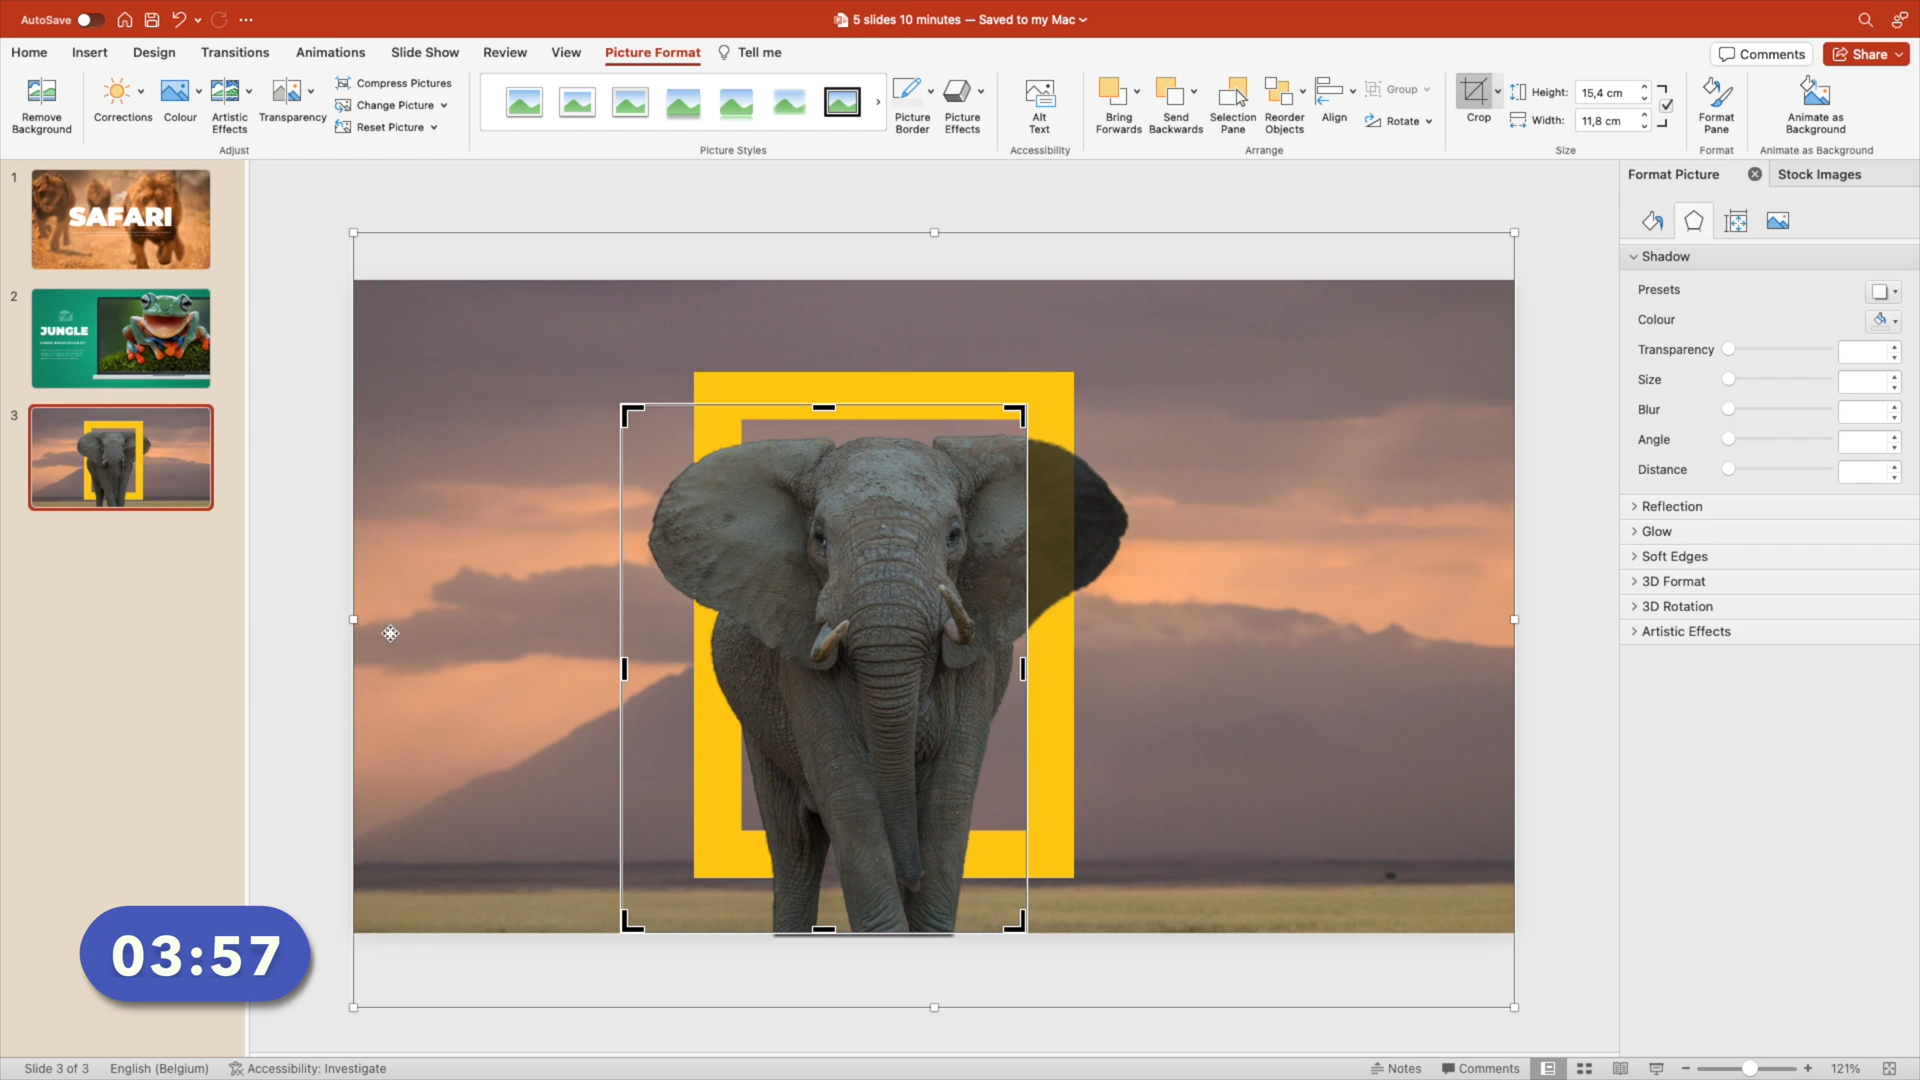 AutoSave
5 slides 10 minutes — Saved to my Mac
Home Insert Design Transitions Animations Slide Show Review View Picture Format Tell me
Comments Share
Remove Background
Corrections
Colour
Artistic Effects
Transparency
Compress Pictures
Change Picture
Reset Picture
Adjust
Picture Styles
Picture Border
Picture Effects
Alt Text
Accessibility
Bring Forwards
Send Backwards
Selection Pane
Reorder Objects
Align
Group
Rotate
Arrange
Crop
Height: 15,4 cm
Width: 11,8 cm
Size
Format Pane
Format
Animate as Background
Animate as Background
1
SAFARI
2
JUNGLE
3
Format Picture
Stock Images
Shadow
Presets
Colour
Transparency
Size
Blur
Angle
Distance
Reflection
Glow
Soft Edges
3D Format
3D Rotation
Artistic Effects
03:57
Slide 3 of 3 English (Belgium) Accessibility: Investigate
Notes Comments 121%